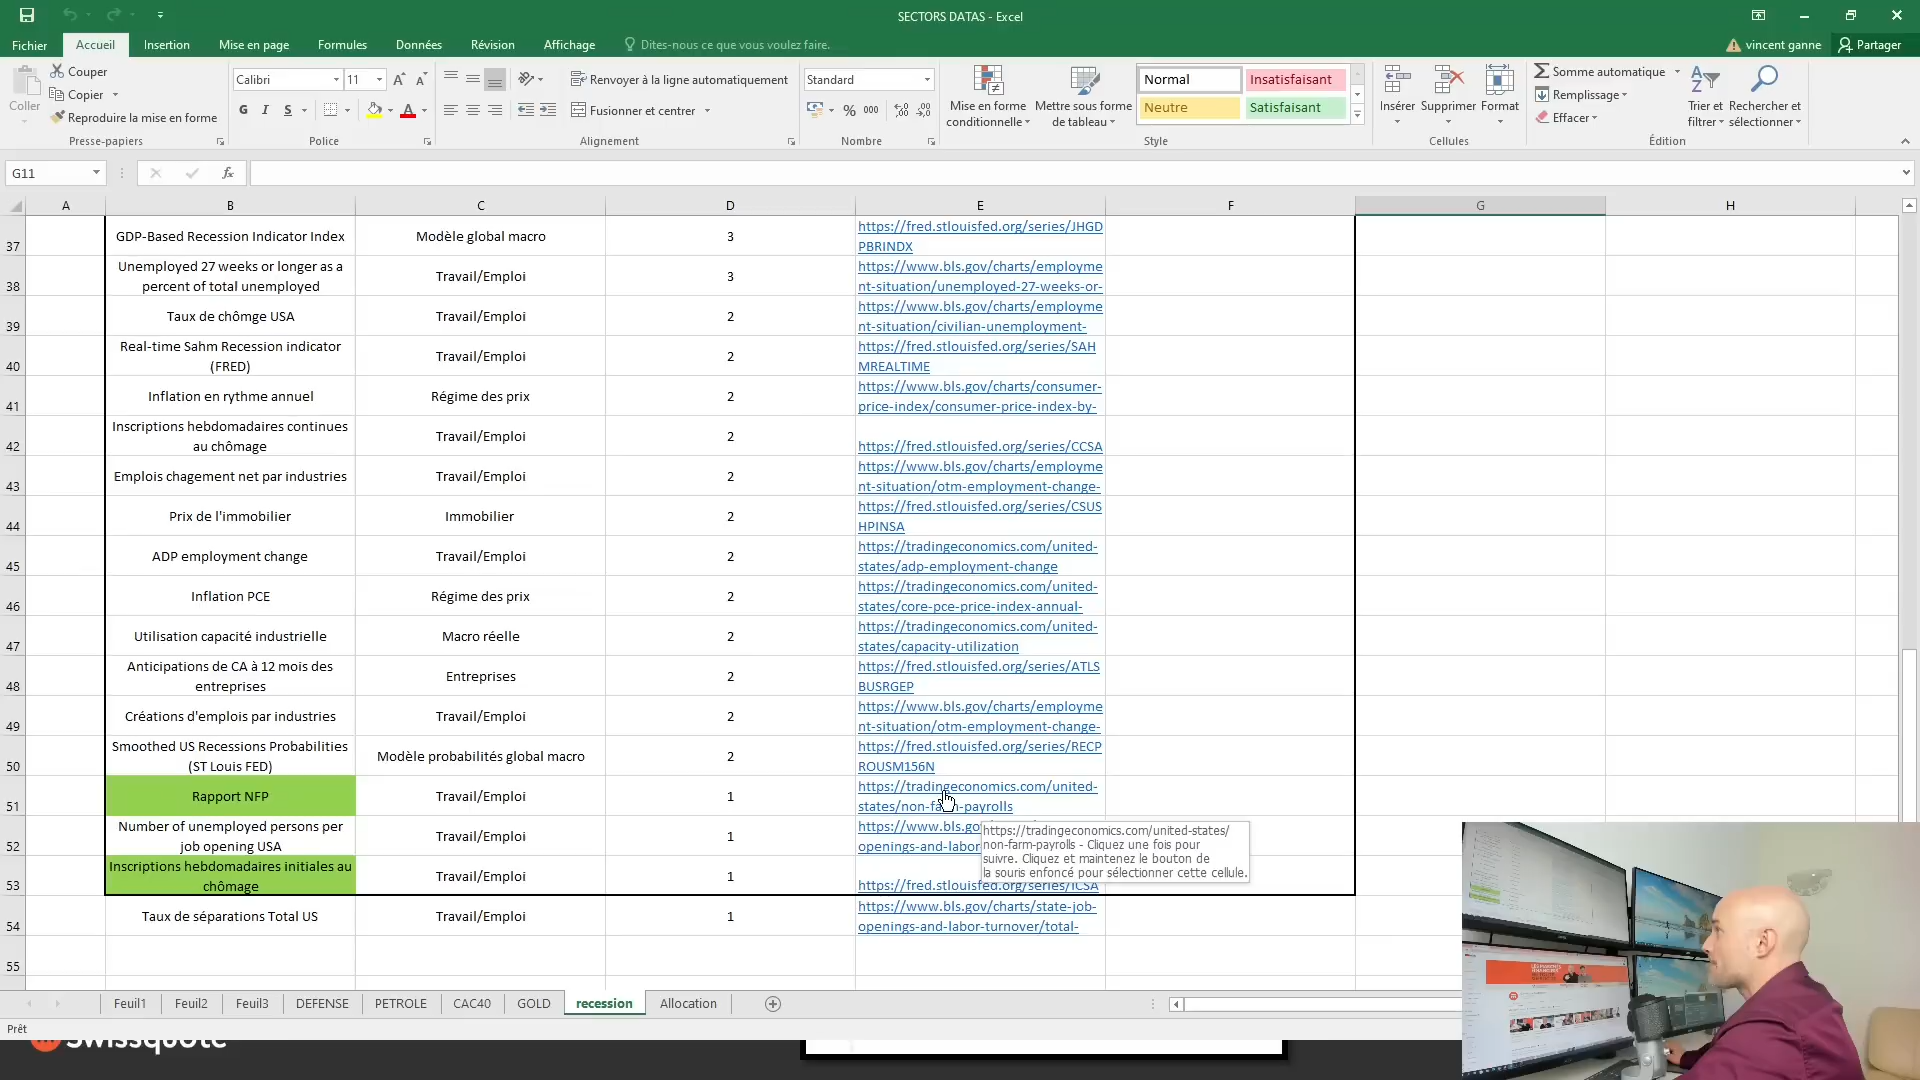 SECTORS DATAS - Excel
Fichier
Accueil
Insertion
Mise en page
Formules
Données
Révision
Affichage
Dites-nous ce que vous voulez faire.
vincent ganne
Partager
Coller
Couper
Copier
Reproduire la mise en forme
Presse-papiers
Calibri
11
G I S
Police
Renvoyer à la ligne automatiquement
Fusionner et centrer
Alignement
Standard
% 000
Nombre
Mise en forme
conditionnelle
Mettre sous forme
de tableau
Normal
Insatisfaisant
Neutre
Satisfaisant
Style
Insérer
Supprimer
Format
Cellules
Somme automatique
Remplissage
Effacer
Trier et
filtrer
Rechercher et
sélectionner
Édition
G11
fx
A B C D E F G H
37
GDP-Based Recession Indicator Index
Modèle global macro
3
https://fred.stlouisfed.org/series/JHGD
PBRINDX
38
Unemployed 27 weeks or longer as a
percent of total unemployed
Travail/Emploi
3
https://www.bls.gov/charts/employme
nt-situation/unemployed-27-weeks-or-
39
Taux de chômge USA
Travail/Emploi
2
https://www.bls.gov/charts/employme
nt-situation/civilian-unemployment-
40
Real-time Sahm Recession indicator
(FRED)
Travail/Emploi
2
https://fred.stlouisfed.org/series/SAH
MREALTIME
41
Inflation en rythme annuel
Régime des prix
2
https://www.bls.gov/charts/consumer-
price-index/consumer-price-index-by-
42
Inscriptions hebdomadaires continues
au chômage
Travail/Emploi
2
https://fred.stlouisfed.org/series/CCSA
43
Emplois chagement net par industries
Travail/Emploi
2
https://www.bls.gov/charts/employme
nt-situation/otm-employment-change-
44
Prix de l'immobilier
Immobilier
2
https://fred.stlouisfed.org/series/CSUS
HPINSA
45
ADP employment change
Travail/Emploi
2
https://tradingeconomics.com/united-
states/adp-employment-change
46
Inflation PCE
Régime des prix
2
https://tradingeconomics.com/united-
states/core-pce-price-index-annual-
47
Utilisation capacité industrielle
Macro réelle
2
https://tradingeconomics.com/united-
states/capacity-utilization
48
Anticipations de CA à 12 mois des
entreprises
Entreprises
2
https://fred.stlouisfed.org/series/ATLS
BUSRGEP
49
Créations d'emplois par industries
Travail/Emploi
2
https://www.bls.gov/charts/employme
nt-situation/otm-employment-change-
50
Smoothed US Recessions Probabilities
(ST Louis FED)
Modèle probabilités global macro
2
https://fred.stlouisfed.org/series/RECP
ROUSM156N
51
Rapport NFP
Travail/Emploi
1
https://tradingeconomics.com/united-
states/non-farm-payrolls
52
Number of unemployed persons per
job opening USA
Travail/Emploi
1
https://www.bls.go
openings-and-labor
https://tradingeconomics.com/united-states/
non-farm-payrolls - Cliquez une fois pour
suivre. Cliquez et maintenez le bouton de
la souris enfoncé pour sélectionner cette cellule.
53
Inscriptions hebdomadaires initiales au
chômage
Travail/Emploi
1
https://fred.stlouisfed.org/series/ICSA
54
Taux de séparations Total US
Travail/Emploi
1
https://www.bls.gov/charts/state-job-
openings-and-labor-turnover/total-
55
Feuil1
Feuil2
Feuil3
DEFENSE
PETROLE
CAC40
GOLD
recession
Allocation
Prêt
Swissquote